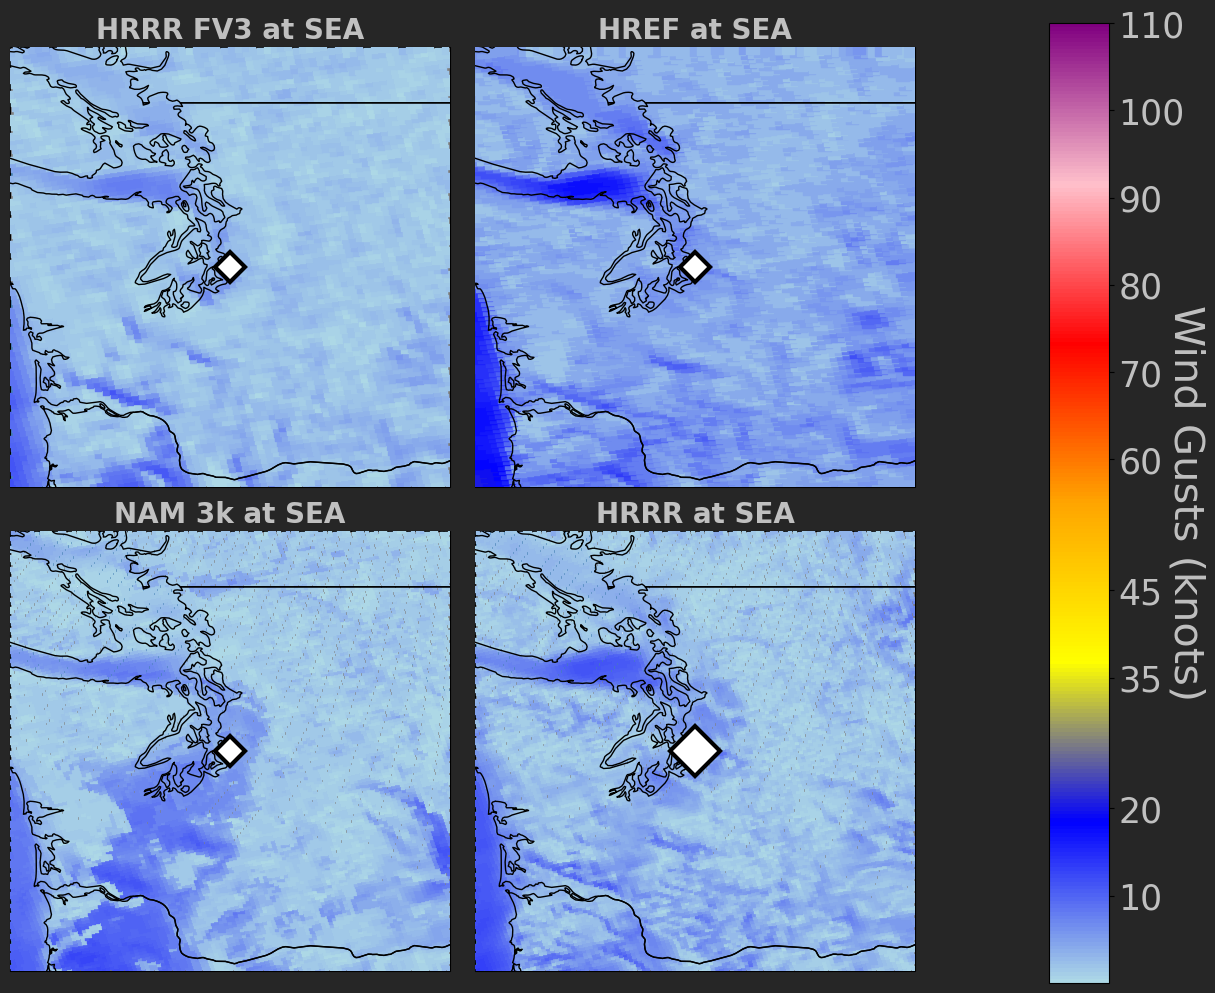 HRRR FV3 at SEA
HREF at SEA
NAM 3k at SEA
HRRR at SEA
110
100
90
80
70
60
45
35
20
10
Wind Gusts (knots)